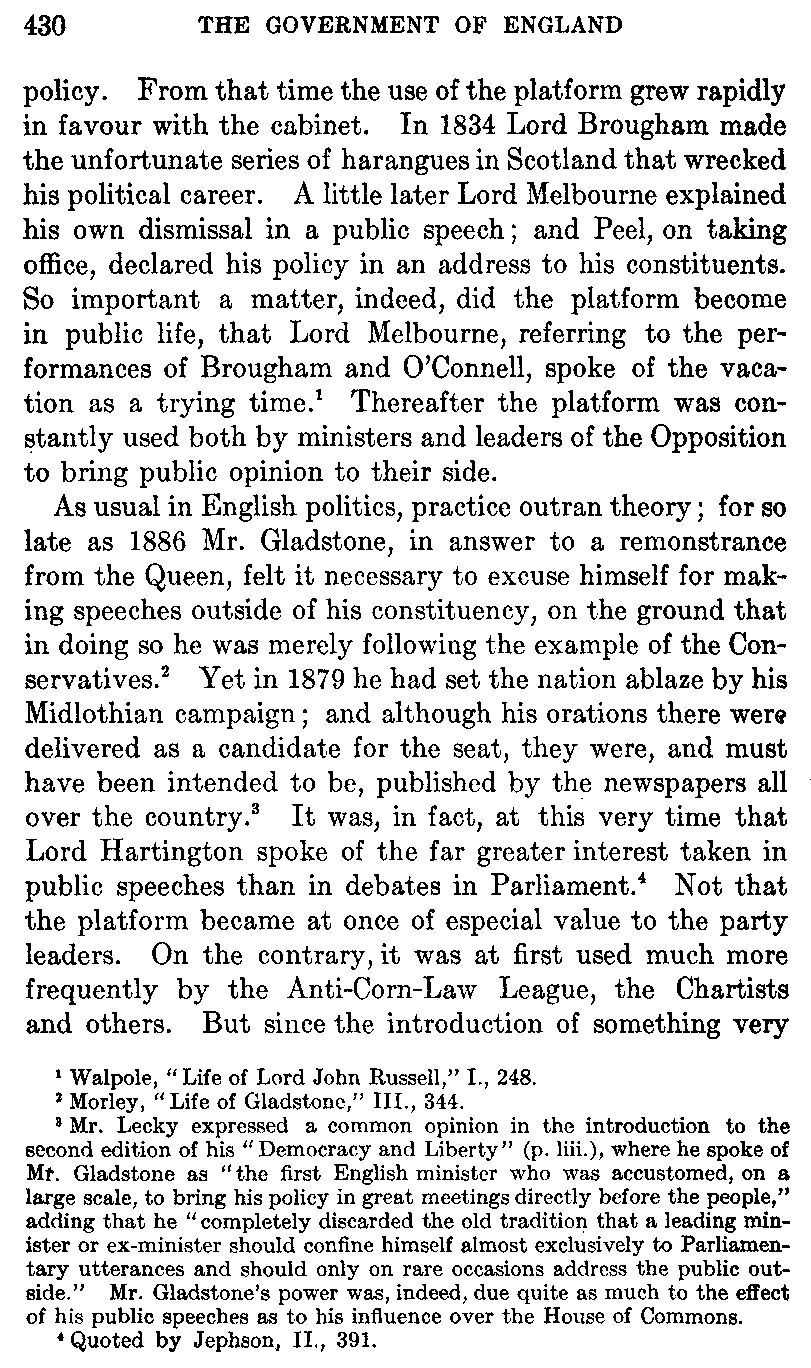 430 THE GOVERNMENT OF ENGLAND
policy. From that time the use of the platform grew rapidly
in favour with the cabinet. In 1834 Lord Brougham made
the unfortunate series of harangues in Scotland that wrecked
his political career. A little later Lord Melbourne explained
his own dismissal in a public speech; and Peel, on taking
office, declared his policy in an address to his constituents.
So important a matter, indeed, did the platform become
in public life, that Lord Melbourne, referring to the per-
formances of Brougham and O'Connell, spoke of the vaca-
tion as a trying time.¹ Thereafter the platform was con-
stantly used both by ministers and leaders of the Opposition
to bring public opinion to their side.
As usual in English politics, practice outran theory; for so
late as 1886 Mr. Gladstone, in answer to a remonstrance
from the Queen, felt it necessary to excuse himself for mak-
ing speeches outside of his constituency, on the ground that
in doing so he was merely following the example of the Con-
servatives.² Yet in 1879 he had set the nation ablaze by his
Midlothian campaign; and although his orations there were
delivered as a candidate for the seat, they were, and must
have been intended to be, published by the newspapers all
over the country.³ It was, in fact, at this very time that
Lord Hartington spoke of the far greater interest taken in
public speeches than in debates in Parliament.⁴ Not that
the platform became at once of especial value to the party
leaders. On the contrary, it was at first used much more
frequently by the Anti-Corn-Law League, the Chartists
and others. But since the introduction of something very
¹ Walpole, "Life of Lord John Russell," I., 248.
² Morley, "Life of Gladstone," III., 344.
³ Mr. Lecky expressed a common opinion in the introduction to the
second edition of his "Democracy and Liberty" (p. liii.), where he spoke of
Mr. Gladstone as "the first English minister who was accustomed, on a
large scale, to bring his policy in great meetings directly before the people,"
adding that he "completely discarded the old tradition that a leading min-
ister or ex-minister should confine himself almost exclusively to Parliamen-
tary utterances and should only on rare occasions address the public out-
side." Mr. Gladstone's power was, indeed, due quite as much to the effect
of his public speeches as to his influence over the House of Commons.
⁴ Quoted by Jephson, II., 391.